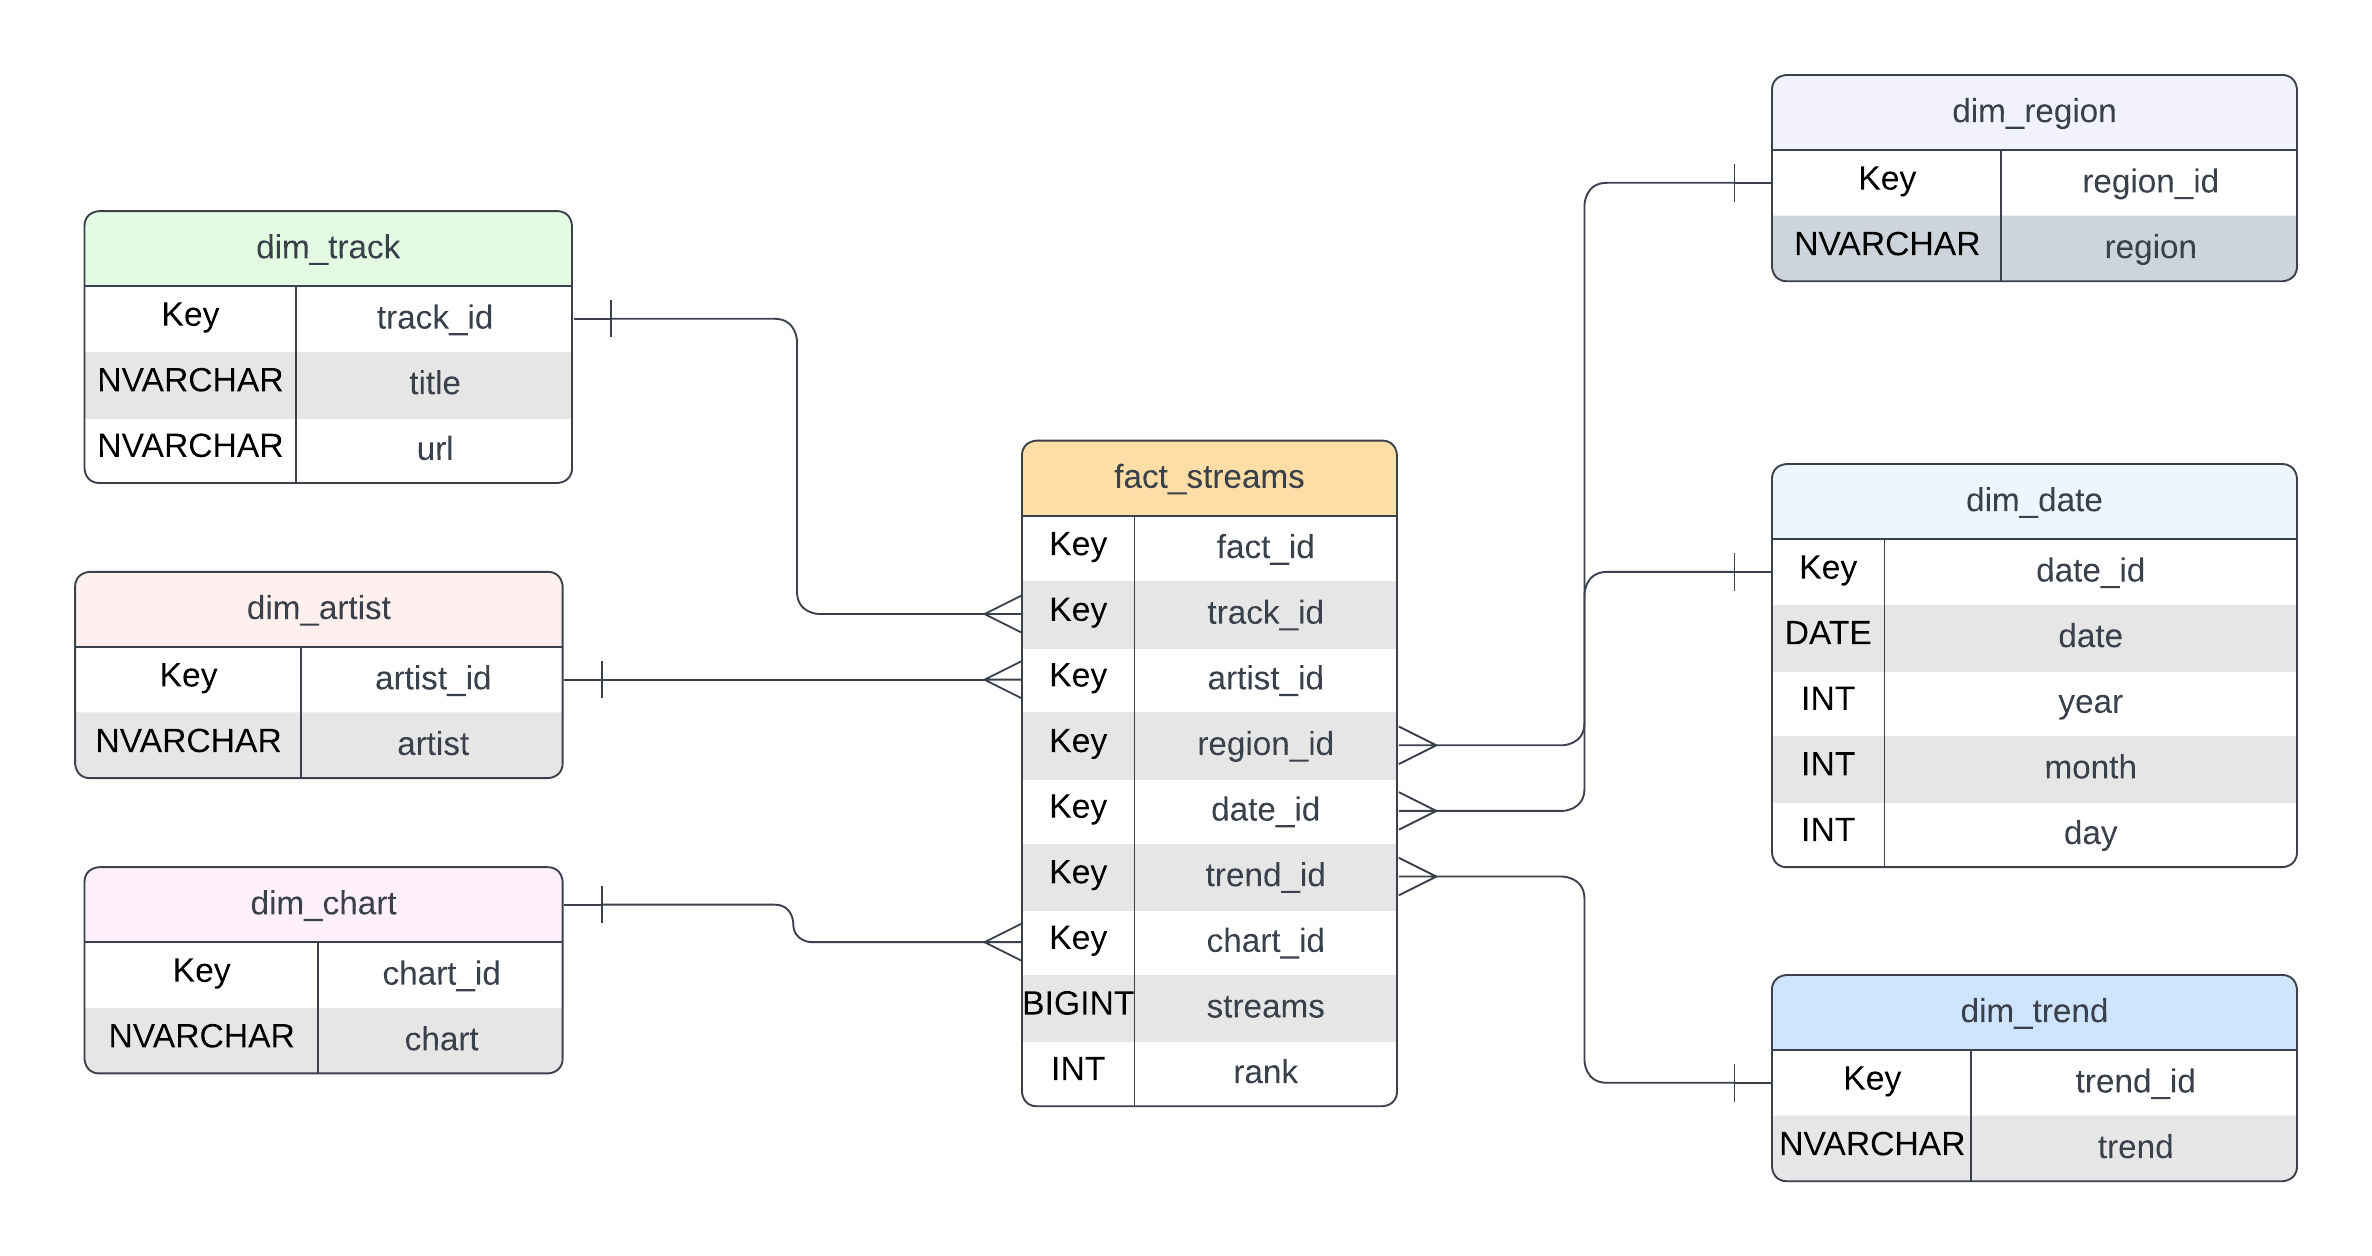 dim_track
Key track_id
NVARCHAR title
NVARCHAR url
dim_artist
Key artist_id
NVARCHAR artist
dim_chart
Key chart_id
NVARCHAR chart
fact_streams
Key fact_id
Key track_id
Key artist_id
Key region_id
Key date_id
Key trend_id
Key chart_id
BIGINT streams
INT rank
dim_region
Key region_id
NVARCHAR region
dim_date
Key date_id
DATE date
INT year
INT month
INT day
dim_trend
Key trend_id
NVARCHAR trend